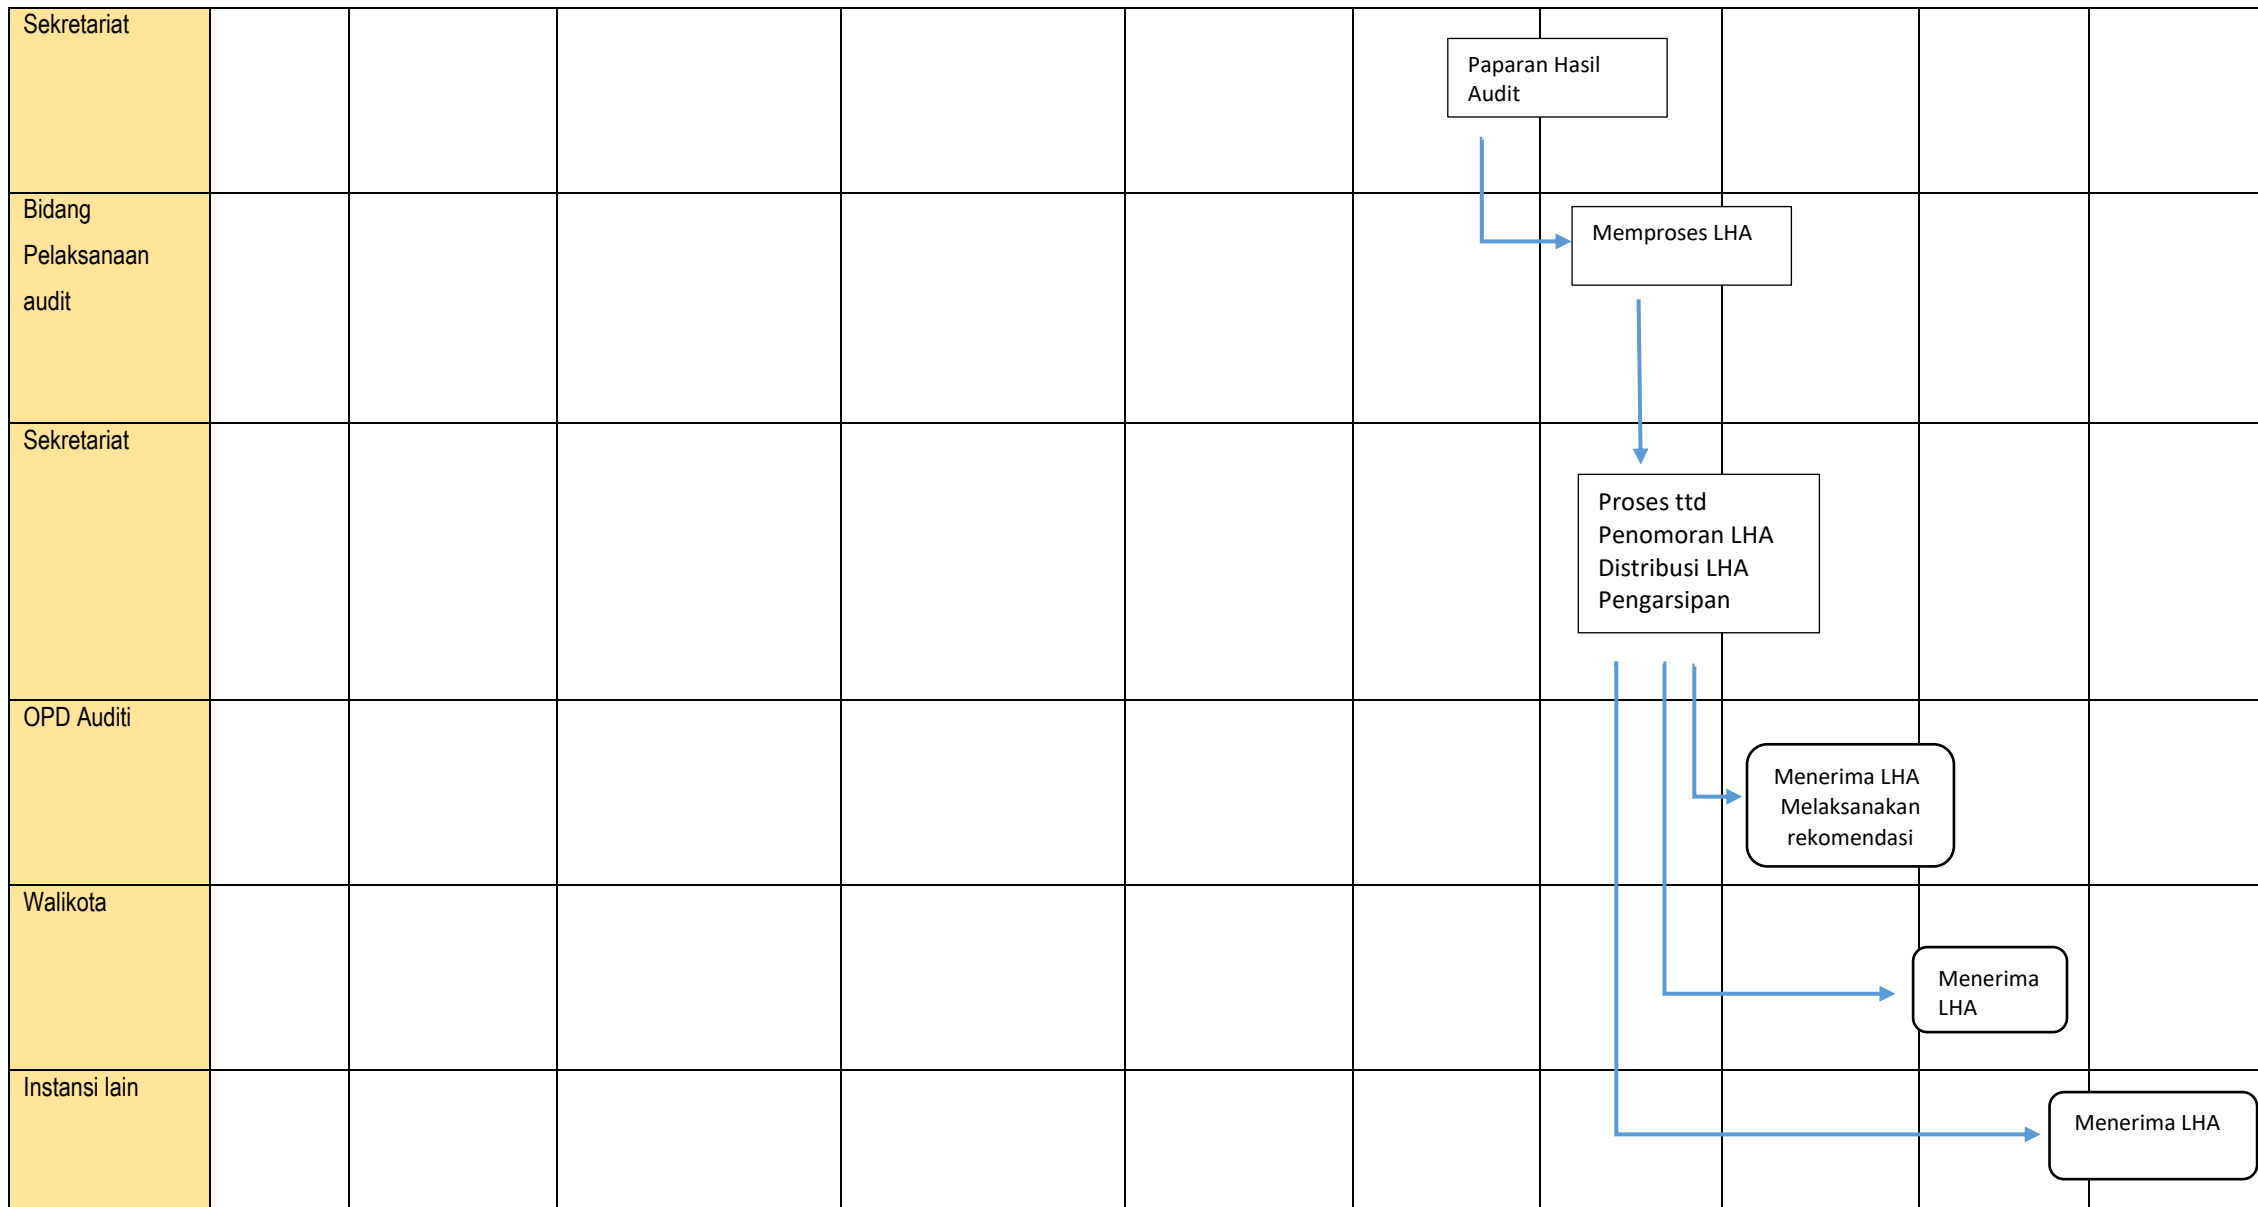 Sekretariat
Paparan Hasil
Audit
Bidang
Pelaksanaan
audit
Memproses LHA
Sekretariat
Proses ttd
Penomoran LHA
Distribusi LHA
Pengarsipan
OPD Auditi
Menerima LHA
Melaksanakan
rekomendasi
Walikota
Menerima
LHA
Instansi lain
Menerima LHA